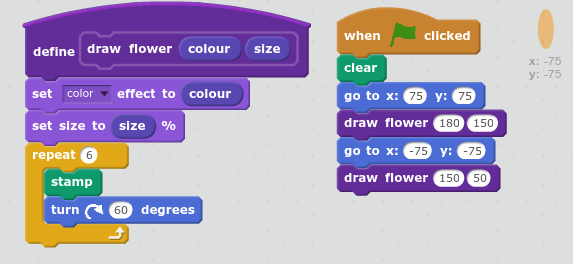 define draw flower colour size
set color effect to colour
set size to size %
repeat 6
stamp
turn 60 degrees
when clicked
clear
go to x: 75 y: 75
draw flower 180 150
go to x: -75 y: -75
draw flower 150 50
x: -75
y: -75